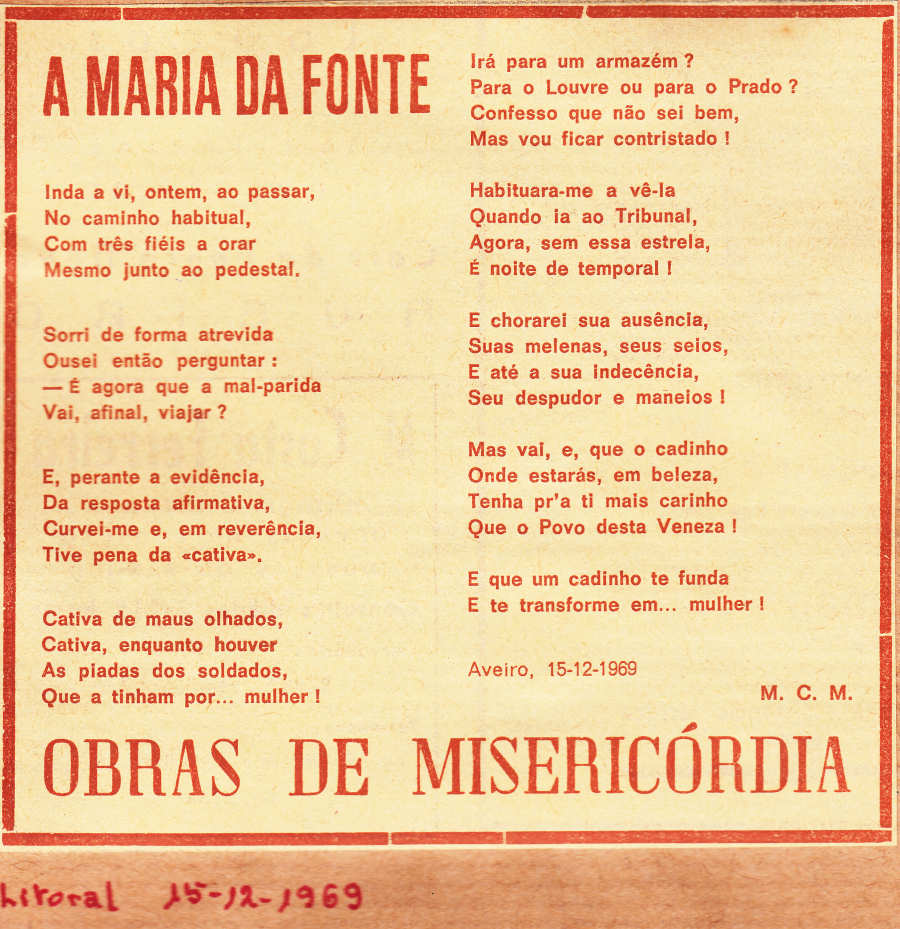 A MARIA DA FONTE
Inda a vi, ontem, ao passar,
No caminho habitual,
Com três fiéis a orar
Mesmo junto ao pedestal.
Sorri de forma atrevida
Ousei então perguntar :
— É agora que a mal-parida
Vai, afinal, viajar ?
E, perante a evidência,
Da resposta afirmativa,
Curvei-me e, em reverência,
Tive pena da «cativa».
Cativa de maus olhados,
Cativa, enquanto houver
As piadas dos soldados,
Que a tinham por... mulher !
Irá para um armazém ?
Para o Louvre ou para o Prado ?
Confesso que não sei bem,
Mas vou ficar contristado !
Habituara-me a vê-la
Quando ia ao Tribunal,
Agora, sem essa estrela,
É noite de temporal !
E chorarei sua ausência,
Suas melenas, seus seios,
E até a sua indecência,
Seu despudor e maneios !
Mas vai, e, que o cadinho
Onde estarás, em beleza,
Tenha pr'a ti mais carinho
Que o Povo desta Veneza !
E que um cadinho te funda
E te transforme em... mulher !
Aveiro, 15-12-1969
M. C. M.
OBRAS DE MISERICÓRDIA
Litoral 15-12-1969